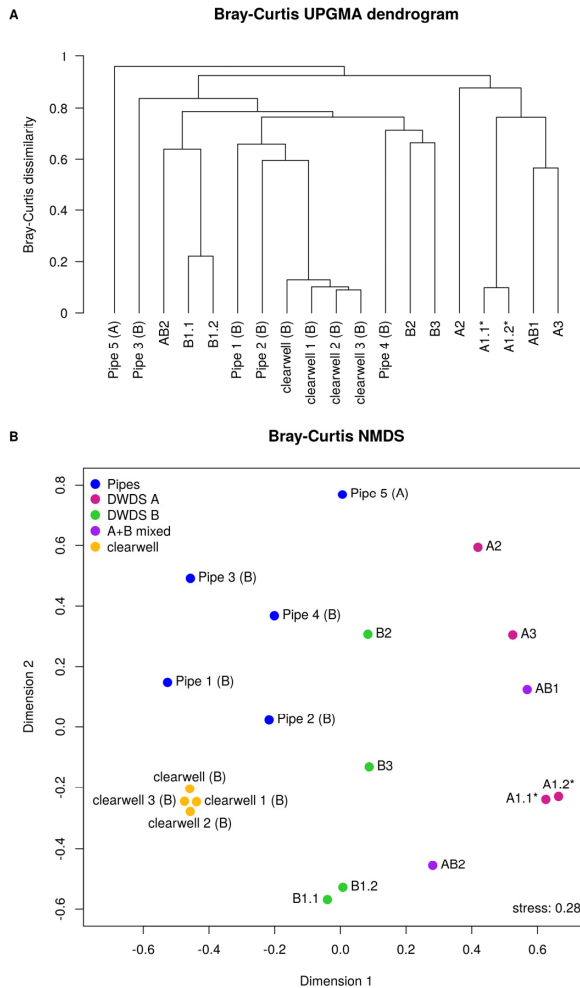 A
Bray-Curtis UPGMA dendrogram
Bray-Curtis dissimilarity
1
0.8
0.6
0.4
0.2
0
Pipe 5 (A)
Pipe 3 (B)
AB2
B1.1
B1.2
Pipe 1 (B)
Pipe 2 (B)
clearwell (B)
clearwell 1 (B)
clearwell 2 (B)
clearwell 3 (B)
Pipe 4 (B)
B2
B3
A2
A1.1*
A1.2*
AB1
A3
B
Bray-Curtis NMDS
Dimension 2
0.8
0.6
0.4
0.2
0.0
-0.2
-0.4
-0.6
Pipes
DWDS A
DWDS B
A+B mixed
clearwell
Pipe 5 (A)
A2
Pipe 3 (B)
Pipe 4 (B)
B2
A3
Pipe 1 (B)
AB1
Pipe 2 (B)
B3
clearwell (B)
A1.2*
clearwell 3 (B)
clearwell 1 (B)
A1.1*
clearwell 2 (B)
AB2
B1.2
B1.1
stress: 0.28
-0.6
-0.4
-0.2
0.0
0.2
0.4
0.6
Dimension 1